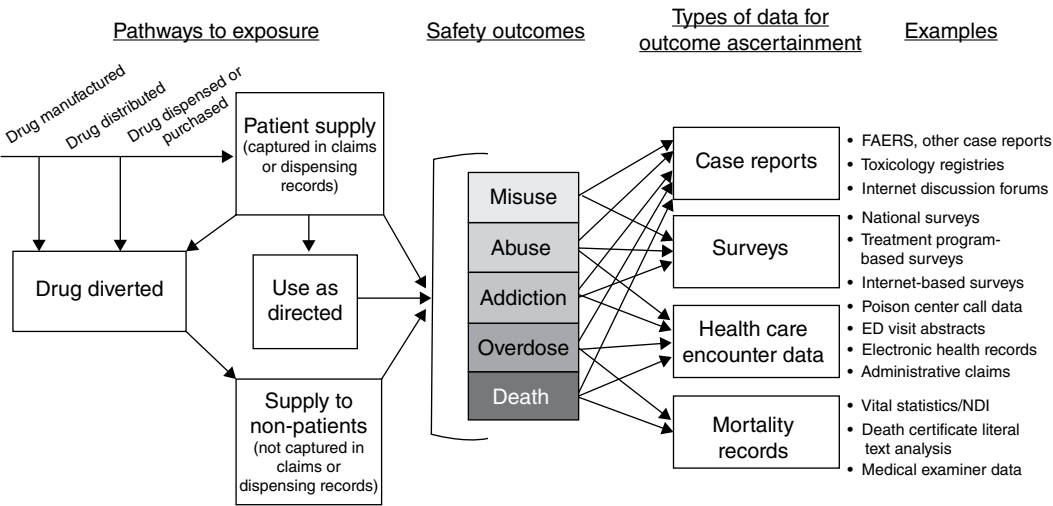 Pathways to exposure
Safety outcomes
Types of data for
outcome ascertainment
Examples
Drug manufactured
Drug distributed
Drug dispensed or
purchased
Patient supply
(captured in claims
or dispensing
records)
Drug diverted
Use as
directed
Supply to
non-patients
(not captured in
claims or
dispensing records)
Misuse
Abuse
Addiction
Overdose
Death
Case reports
Surveys
Health care
encounter data
Mortality
records
• FAERS, other case reports
• Toxicology registries
• Internet discussion forums
• National surveys
• Treatment program-
based surveys
• Internet-based surveys
• Poison center call data
• ED visit abstracts
• Electronic health records
• Administrative claims
• Vital statistics/NDI
• Death certificate literal
text analysis
• Medical examiner data